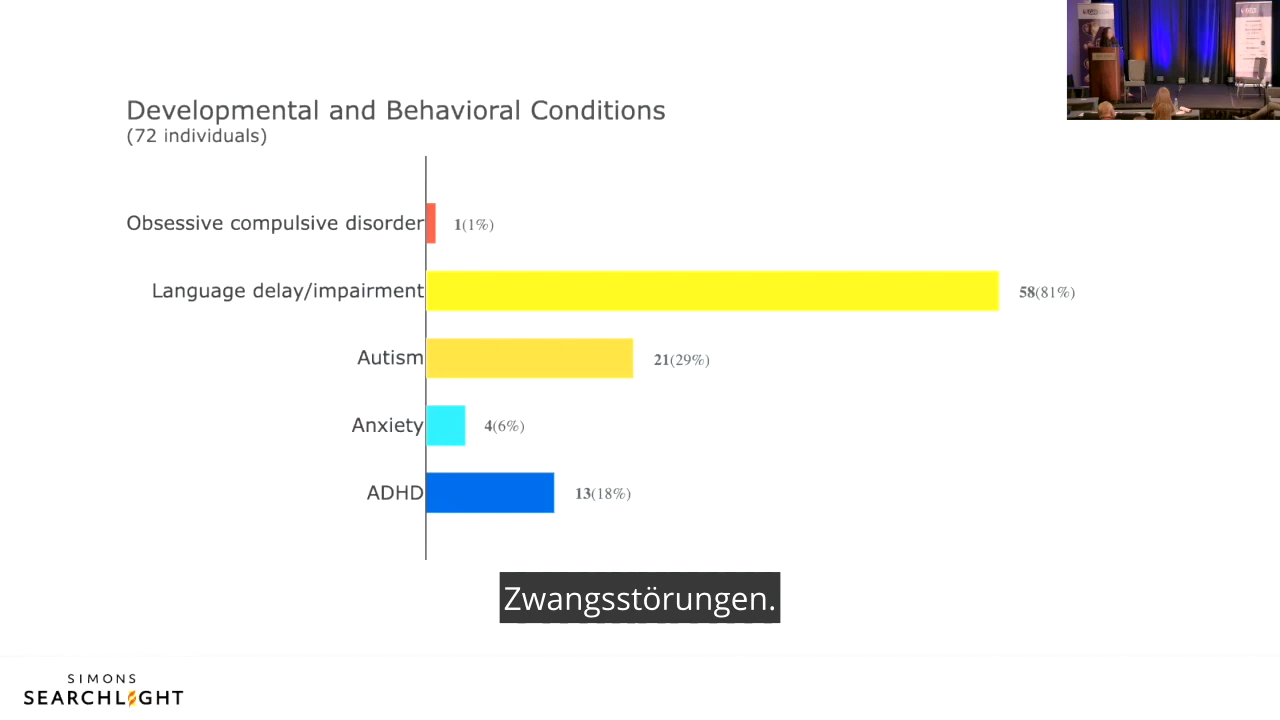 Developmental and Behavioral Conditions
(72 individuals)
Obsessive compulsive disorder 1(1%)
Language delay/impairment 58(81%)
Autism 21(29%)
Anxiety 4(6%)
ADHD 13(18%)
Zwangsstörungen.
SIMONS
SEARCHLIGHT